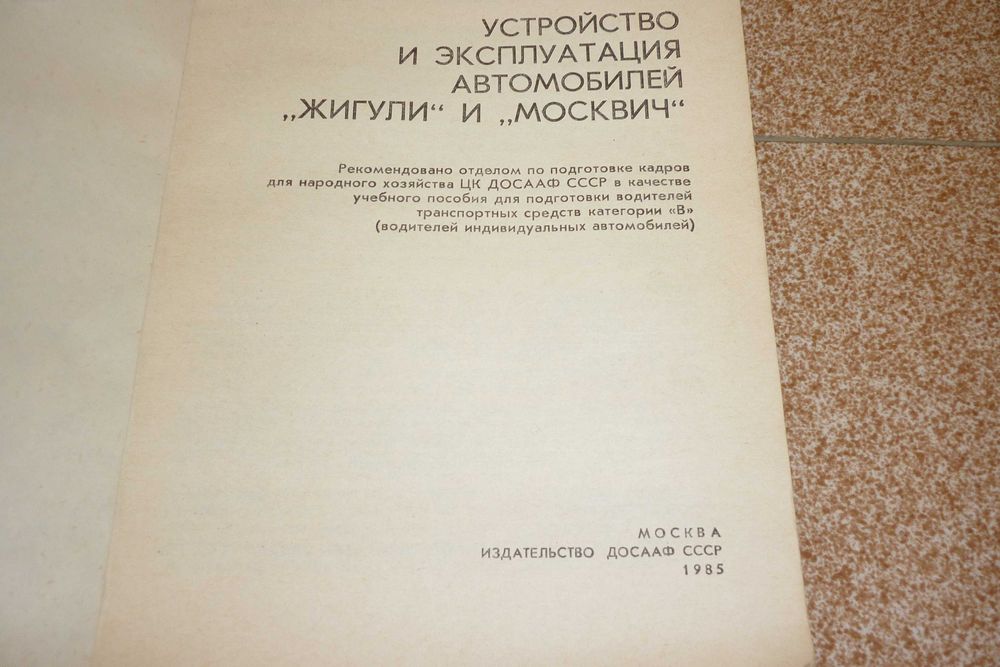 УСТРОЙСТВО
И ЭКСПЛУАТАЦИЯ
АВТОМОБИЛЕЙ
„ЖИГУЛИ“ И „МОСКВИЧ“
Рекомендовано отделом по подготовке кадров
для народного хозяйства ЦК ДОСААФ СССР в качестве
учебного пособия для подготовки водителей
транспортных средств категории «В»
(водителей индивидуальных автомобилей)
МОСКВА
ИЗДАТЕЛЬСТВО ДОСААФ СССР
1985